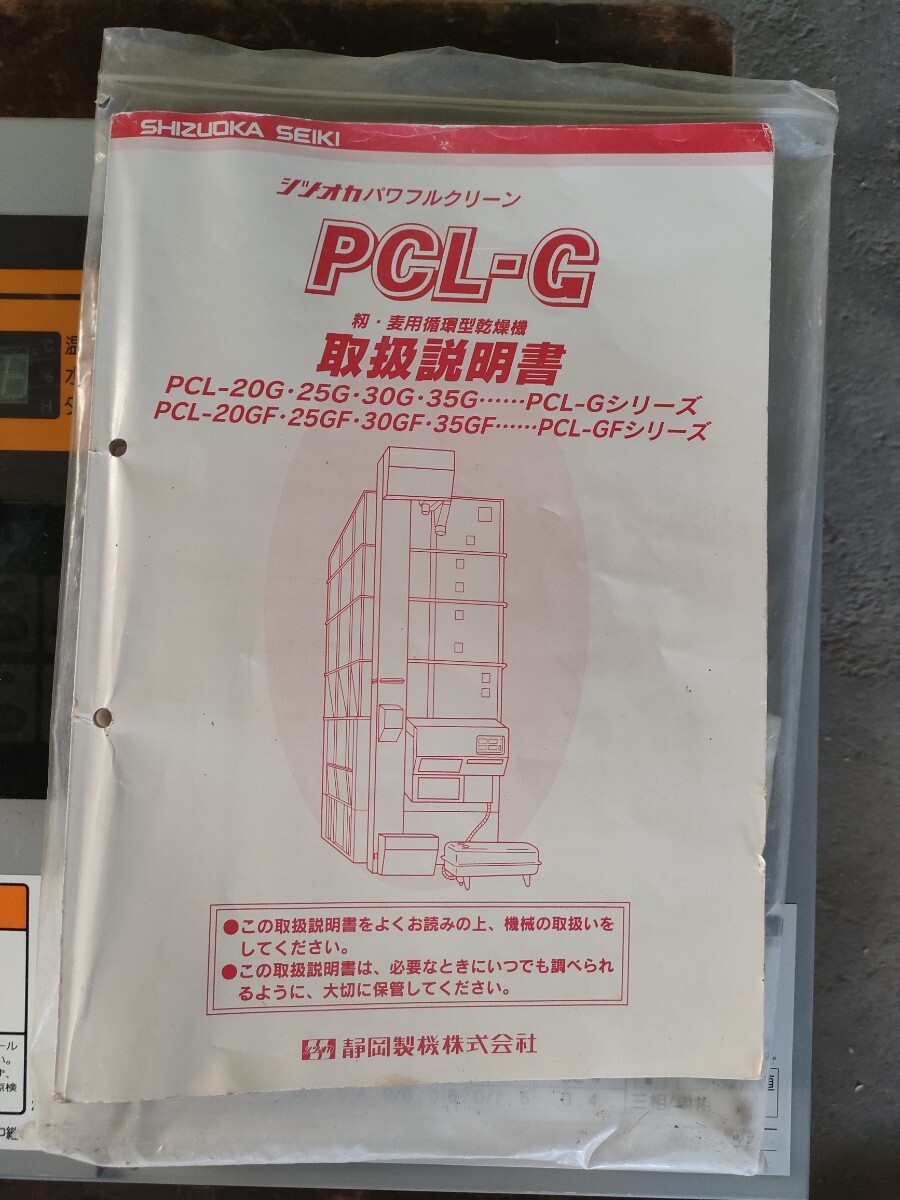 SHIZUOKA SEIKI
シヅオカパワフルクリーン
PCL-G
籾・麦用循環型乾燥機
取扱説明書
PCL-20G・25G・30G・35G……PCL-Gシリーズ
PCL-20GF・25GF・30GF・35GF……PCL-GFシリーズ
●この取扱説明書をよくお読みの上、機械の取扱いを
してください。
●この取扱説明書は、必要なときにいつでも調べられ
るように、大切に保管してください。
シヅオカ 静岡製機株式会社
温
水